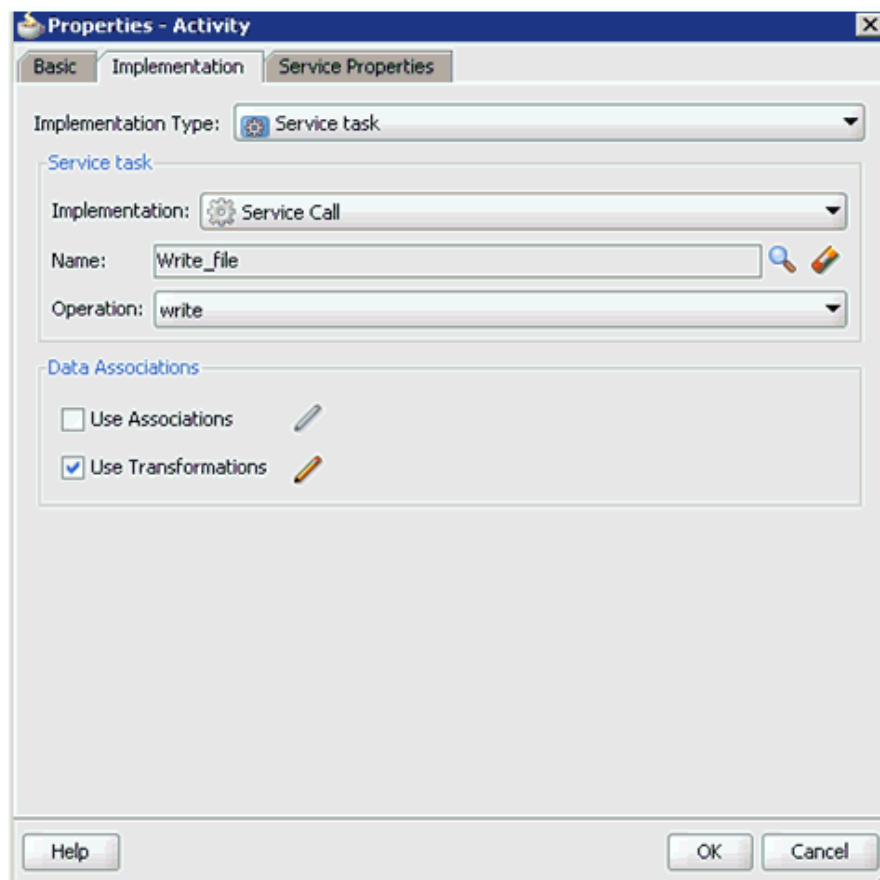 Properties - Activity
Basic Implementation Service Properties
Implementation Type: Service task
Service task
Implementation: Service Call
Name: Write_file
Operation: write
Data Associations
Use Associations
Use Transformations
Help OK Cancel